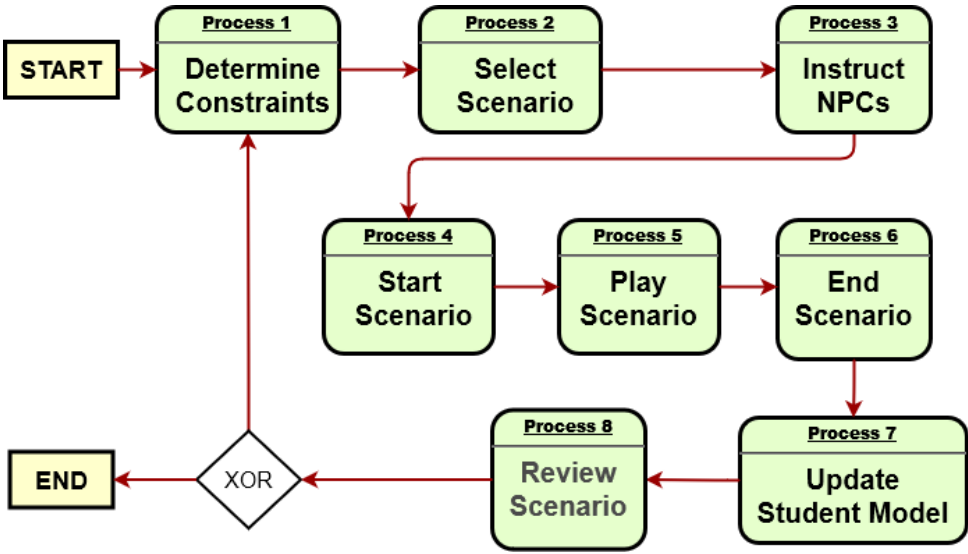 START
Process 1
Determine
Constraints
Process 2
Select
Scenario
Process 3
Instruct
NPCs
Process 4
Start
Scenario
Process 5
Play
Scenario
Process 6
End
Scenario
Process 7
Update
Student Model
Process 8
Review
Scenario
XOR
END